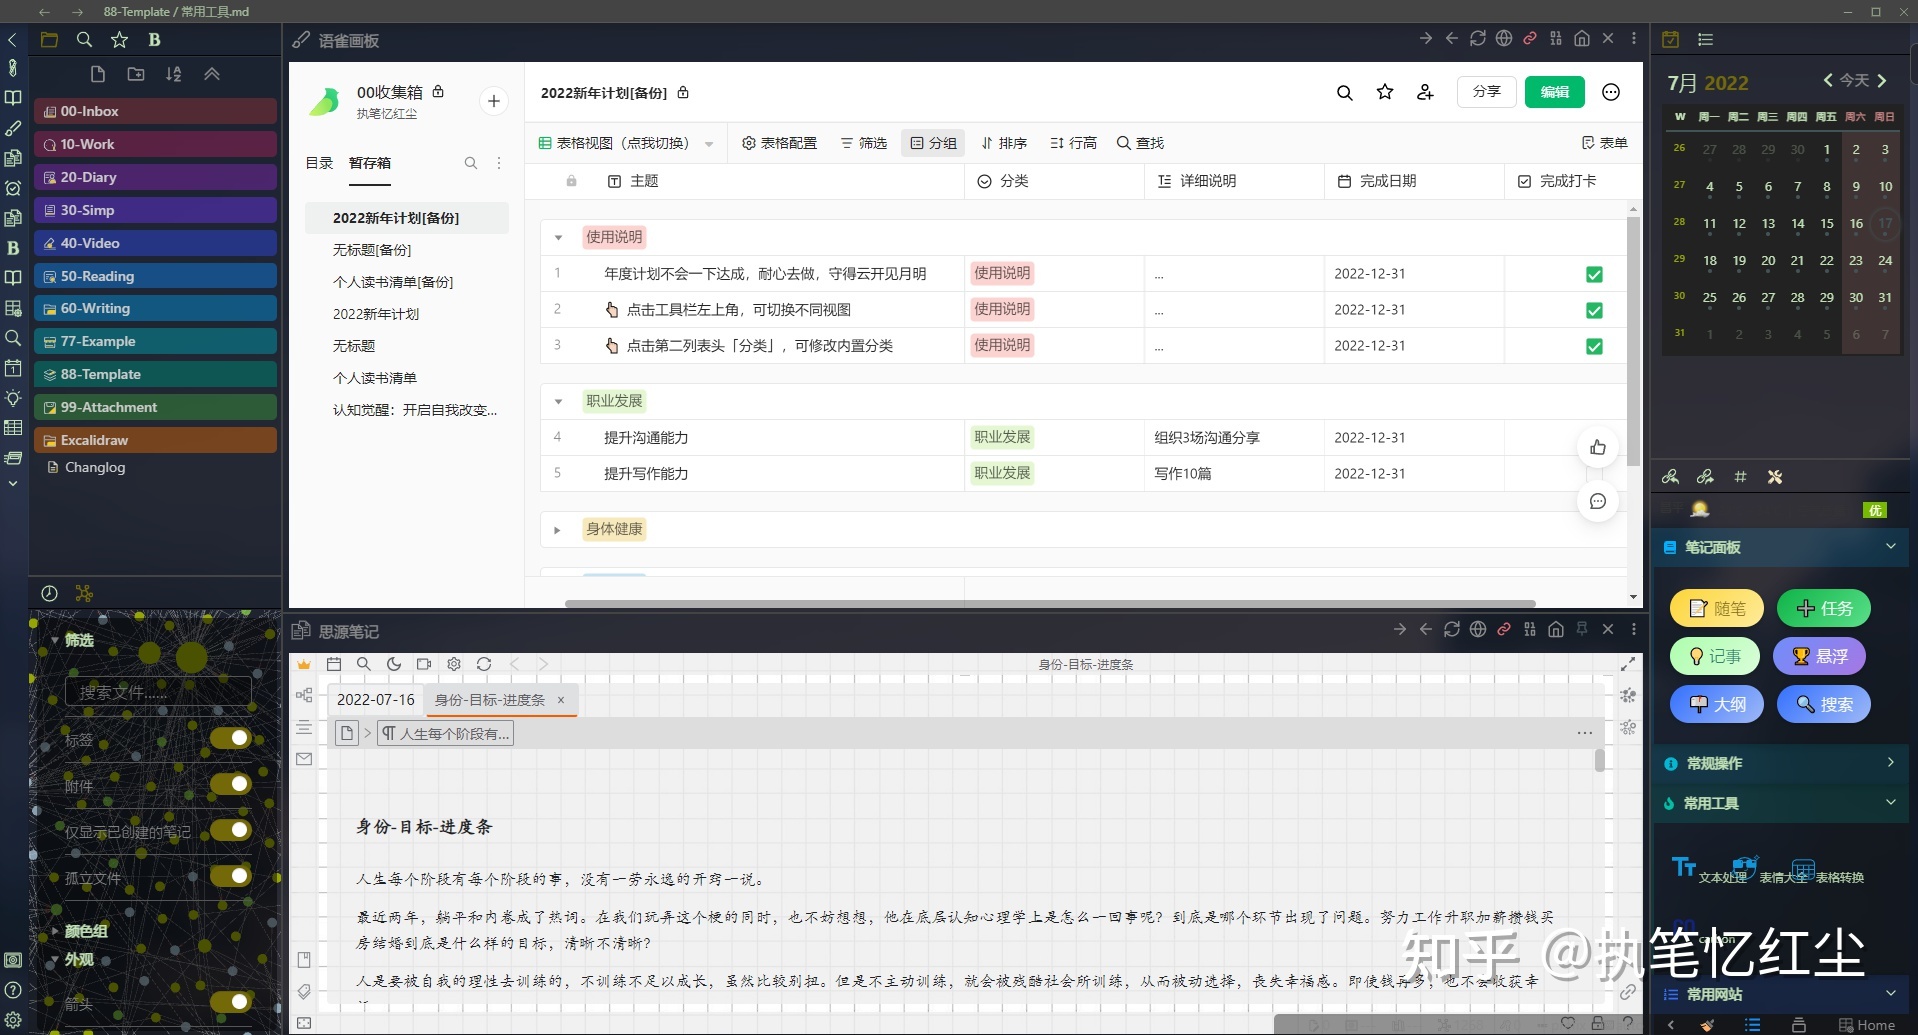 88-Template / 常用工具.md
00-Inbox
10-Work
20-Diary
30-Simp
40-Video
50-Reading
60-Writing
77-Example
88-Template
99-Attachment
Excalidraw
Changlog
筛选
搜索文件......
标签
附件
仅显示已创建的笔记
孤立文件
颜色组
外观
箭头
语雀画板
00收集箱
执笔忆红尘
目录 暂存箱
2022新年计划[备份]
无标题[备份]
个人读书清单[备份]
2022新年计划
无标题
个人读书清单
认知觉醒：开启自我改变...
2022新年计划[备份]
分享 编辑
表格视图（点我切换） 表格配置 筛选 分组 排序 行高 查找 表单
主题 分类 详细说明 完成日期 完成打卡
使用说明
1 年度计划不会一下达成，耐心去做，守得云开见月明 使用说明 ... 2022-12-31
2 👆 点击工具栏左上角，可切换不同视图 使用说明 ... 2022-12-31
3 👆 点击第二列表头「分类」，可修改内置分类 使用说明 ... 2022-12-31
职业发展
4 提升沟通能力 职业发展 组织3场沟通分享 2022-12-31
5 提升写作能力 职业发展 写作10篇 2022-12-31
身体健康
思源笔记
身份-目标-进度条
2022-07-16 身份-目标-进度条 x
人生每个阶段有...
身份-目标-进度条
人生每个阶段有每个阶段的事，没有一劳永逸的开窍一说。
最近两年，躺平和内卷成了热词。在我们玩弄这个梗的同时，也不妨想想，他在底层认知心理学上是怎么一回事呢？到底是哪个环节出现了问题。努力工作升职加薪攒钱买
房结婚到底是什么样的目标，清晰不清晰？
人是要被自我的理性去训练的，不训练不足以成长，虽然比较别扭。但是不主动训练，就会被残酷社会所训练，从而被动选择，丧失幸福感。即使钱再多，也不会收获幸
7月 2022
今天
W 周一 周二 周三 周四 周五 周六 周日
26 27 28 29 30 1 2 3
27 4 5 6 7 8 9 10
28 11 12 13 14 15 16 17
29 18 19 20 21 22 23 24
30 25 26 27 28 29 30 31
31 1 2 3 4 5 6 7
优
笔记面板
随笔 任务
记事 悬浮
大纲 搜索
常规操作
常用工具
文本处理 表情大全 表格转换
常用网站
Home
知乎 @执笔忆红尘